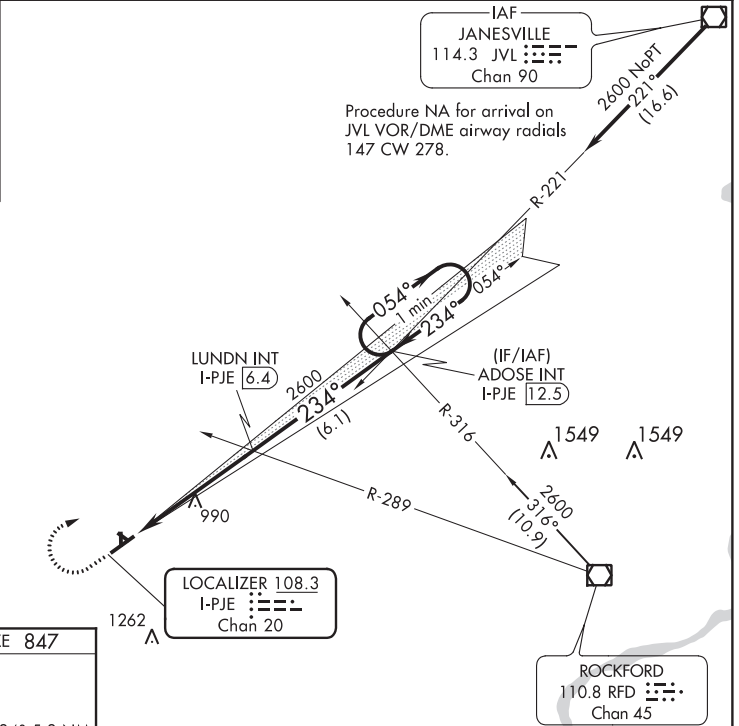 IAF
JANESVILLE
114.3 JVL
Chan 90
2600 NoPT
221°
(16.6)
Procedure NA for arrival on
JVL VOR/DME airway radials
147 CW 278.
R-221
054°
1 min
234°
054°
LUNDN INT
I-PJE 6.4
2600
234°
(6.1)
(IF/IAF)
ADOSE INT
I-PJE 12.5
R-316
1549
1549
R-289
2600
316°
(10.9)
990
LOCALIZER 108.3
I-PJE
Chan 20
1262
847
ROCKFORD
110.8 RFD
Chan 45